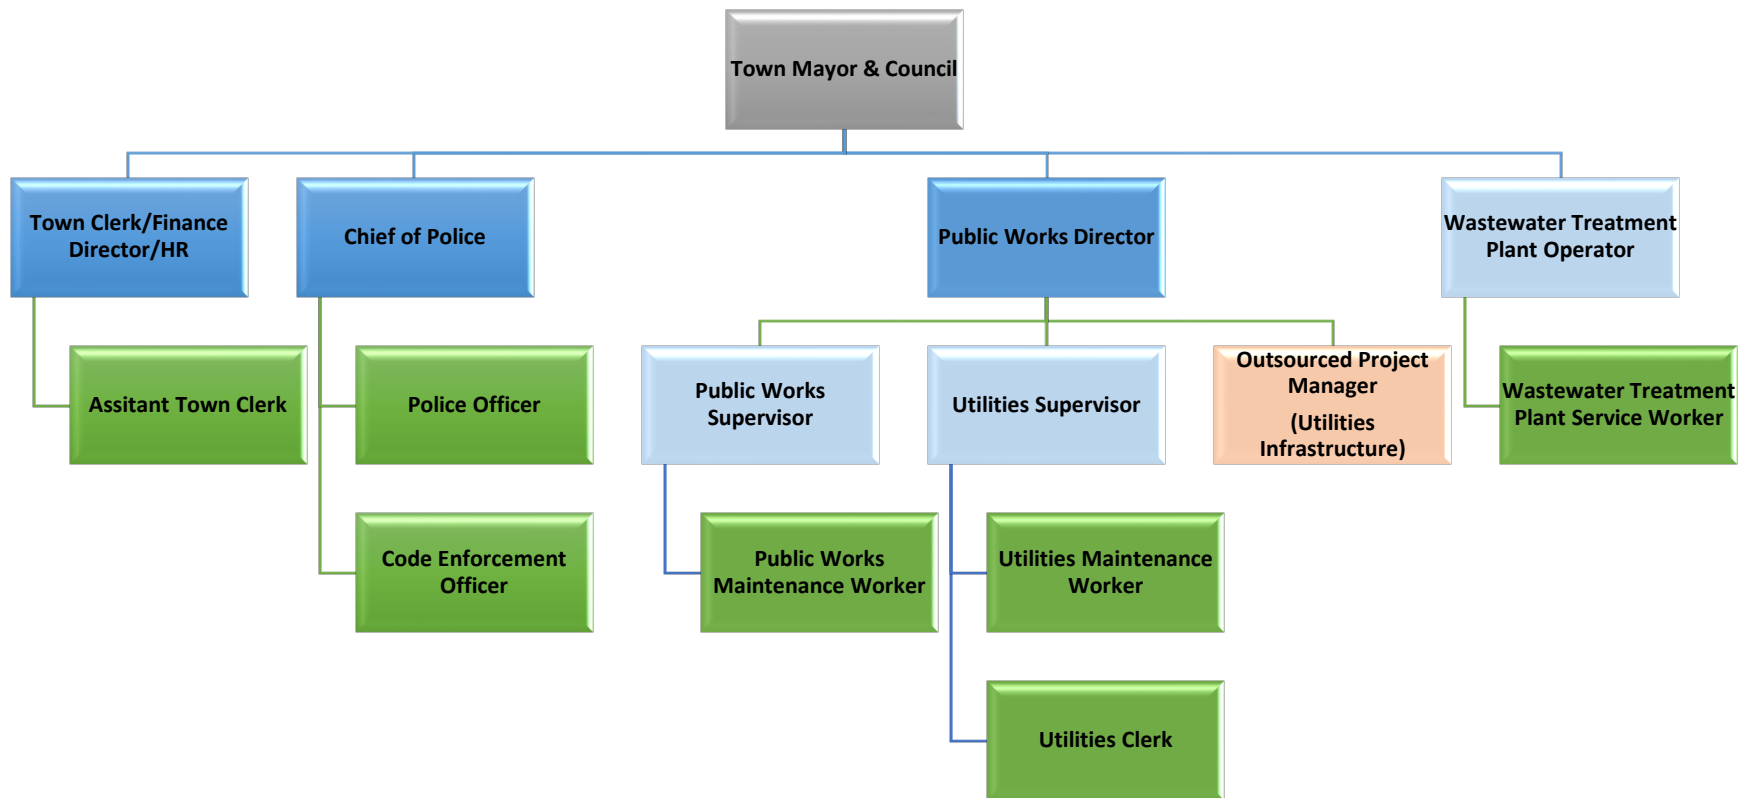 Town Mayor & Council
Town Clerk/Finance
Director/HR
Chief of Police
Public Works Director
Wastewater Treatment
Plant Operator
Assitant Town Clerk
Police Officer
Public Works
Supervisor
Utilities Supervisor
Outsourced Project
Manager
(Utilities
Infrastructure)
Wastewater Treatment
Plant Service Worker
Code Enforcement
Officer
Public Works
Maintenance Worker
Utilities Maintenance
Worker
Utilities Clerk